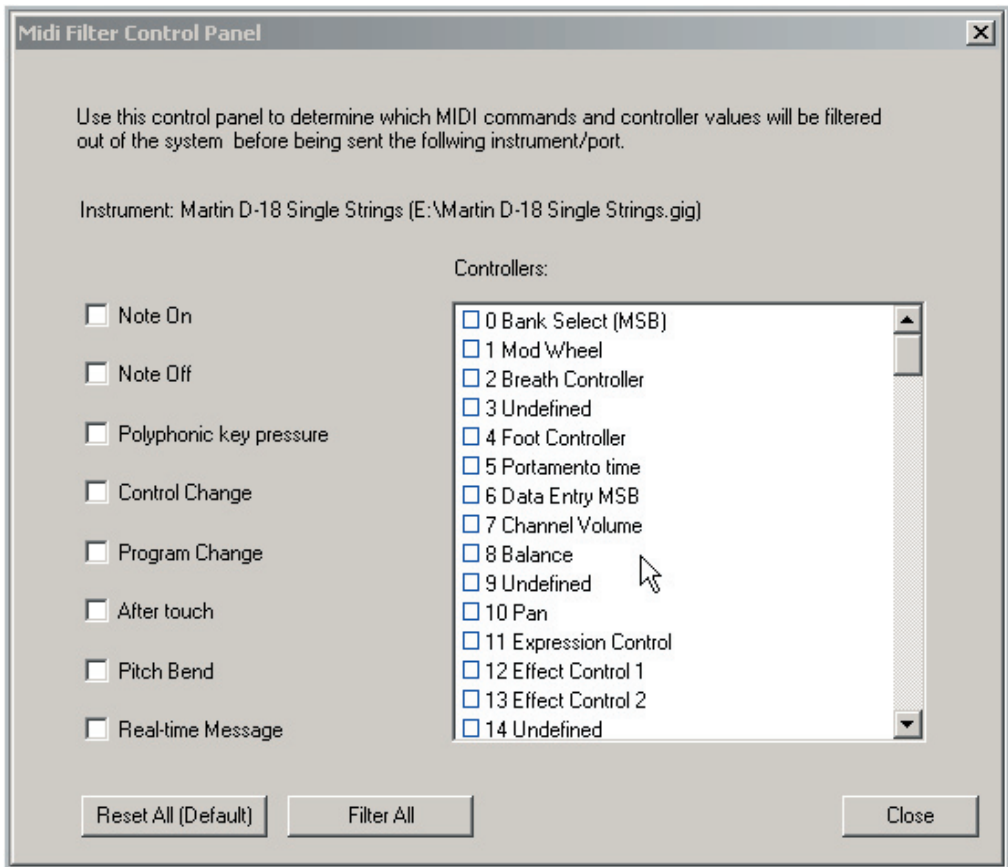 Midi Filter Control Panel
Use this control panel to determine which MIDI commands and controller values will be filtered
out of the system  before being sent the follwing instrument/port.
Instrument: Martin D-18 Single Strings (E:\Martin D-18 Single Strings.gig)
Controllers:
Note On
Note Off
Polyphonic key pressure
Control Change
Program Change
After touch
Pitch Bend
Real-time Message
0 Bank Select (MSB)
1 Mod Wheel
2 Breath Controller
3 Undefined
4 Foot Controller
5 Portamento time
6 Data Entry MSB
7 Channel Volume
8 Balance
9 Undefined
10 Pan
11 Expression Control
12 Effect Control 1
13 Effect Control 2
14 Undefined
Reset All (Default)
Filter All
Close